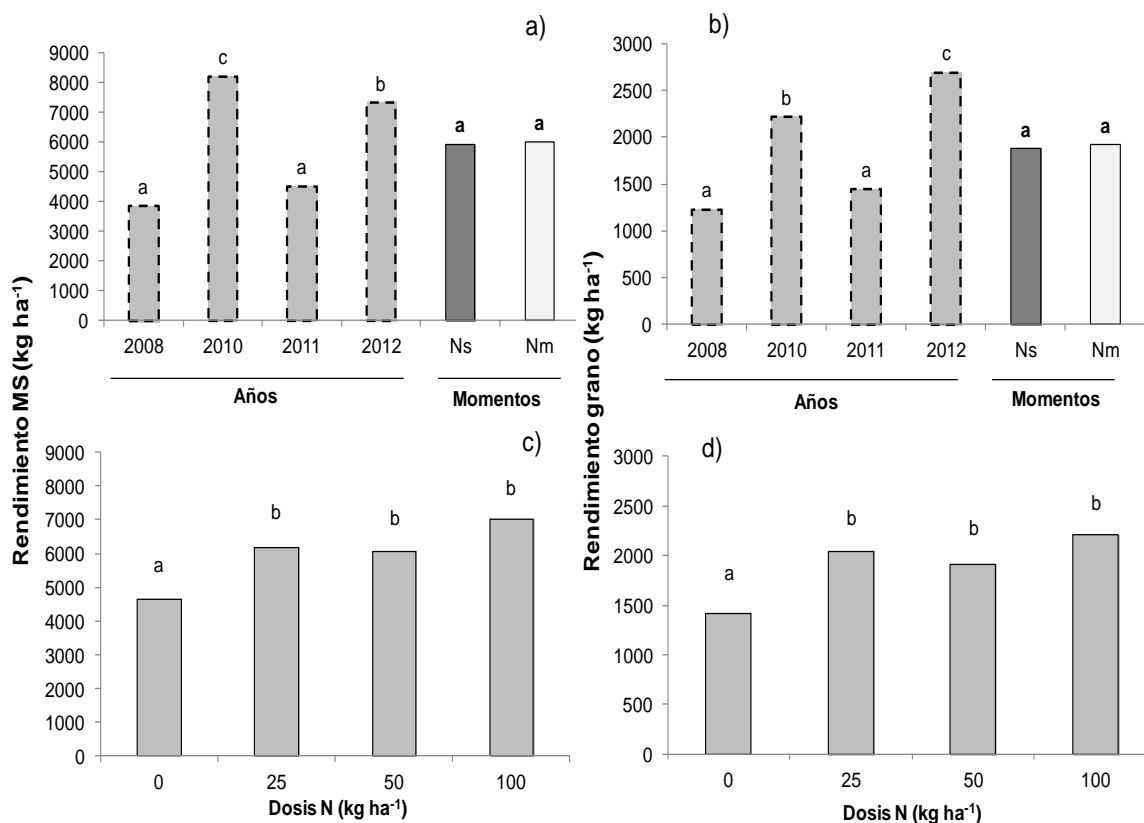 a)
9000
8000
7000
6000
5000
4000
3000
2000
1000
0
c
b
a
a
a
a
2008 2010 2011 2012 Ns Nm
Años Momentos
Rendimiento MS (kg ha-1)
b)
3000
2500
2000
1500
1000
500
0
c
b
a
a
a
a
2008 2010 2011 2012 Ns Nm
Años Momentos
Rendimiento grano (kg ha-1)
c)
9000
8000
7000
6000
5000
4000
3000
2000
1000
0
a b b b
0 25 50 100
Dosis N (kg ha-1)
d)
3000
2500
2000
1500
1000
500
0
a b b b
0 25 50 100
Dosis N (kg ha-1)